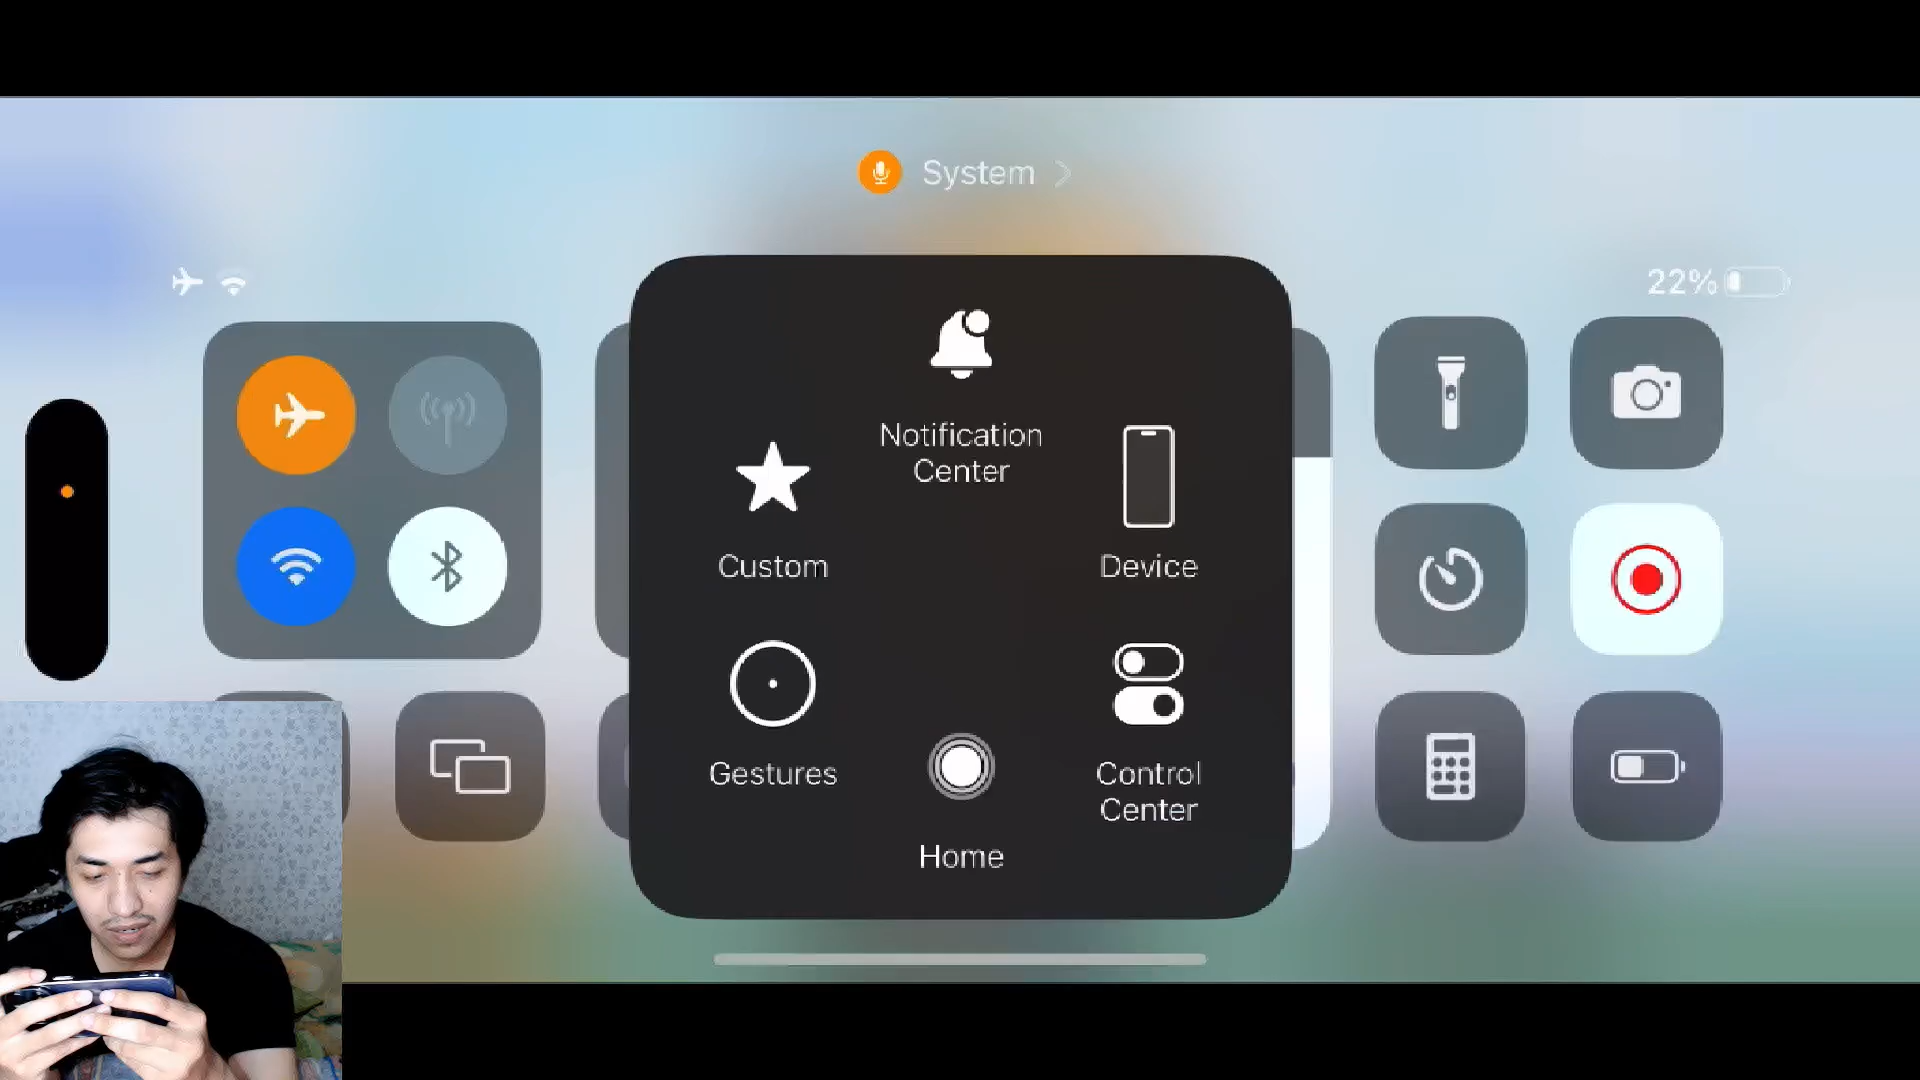 System
22%
Notification
Center
Custom
Device
Gestures
Control
Center
Home